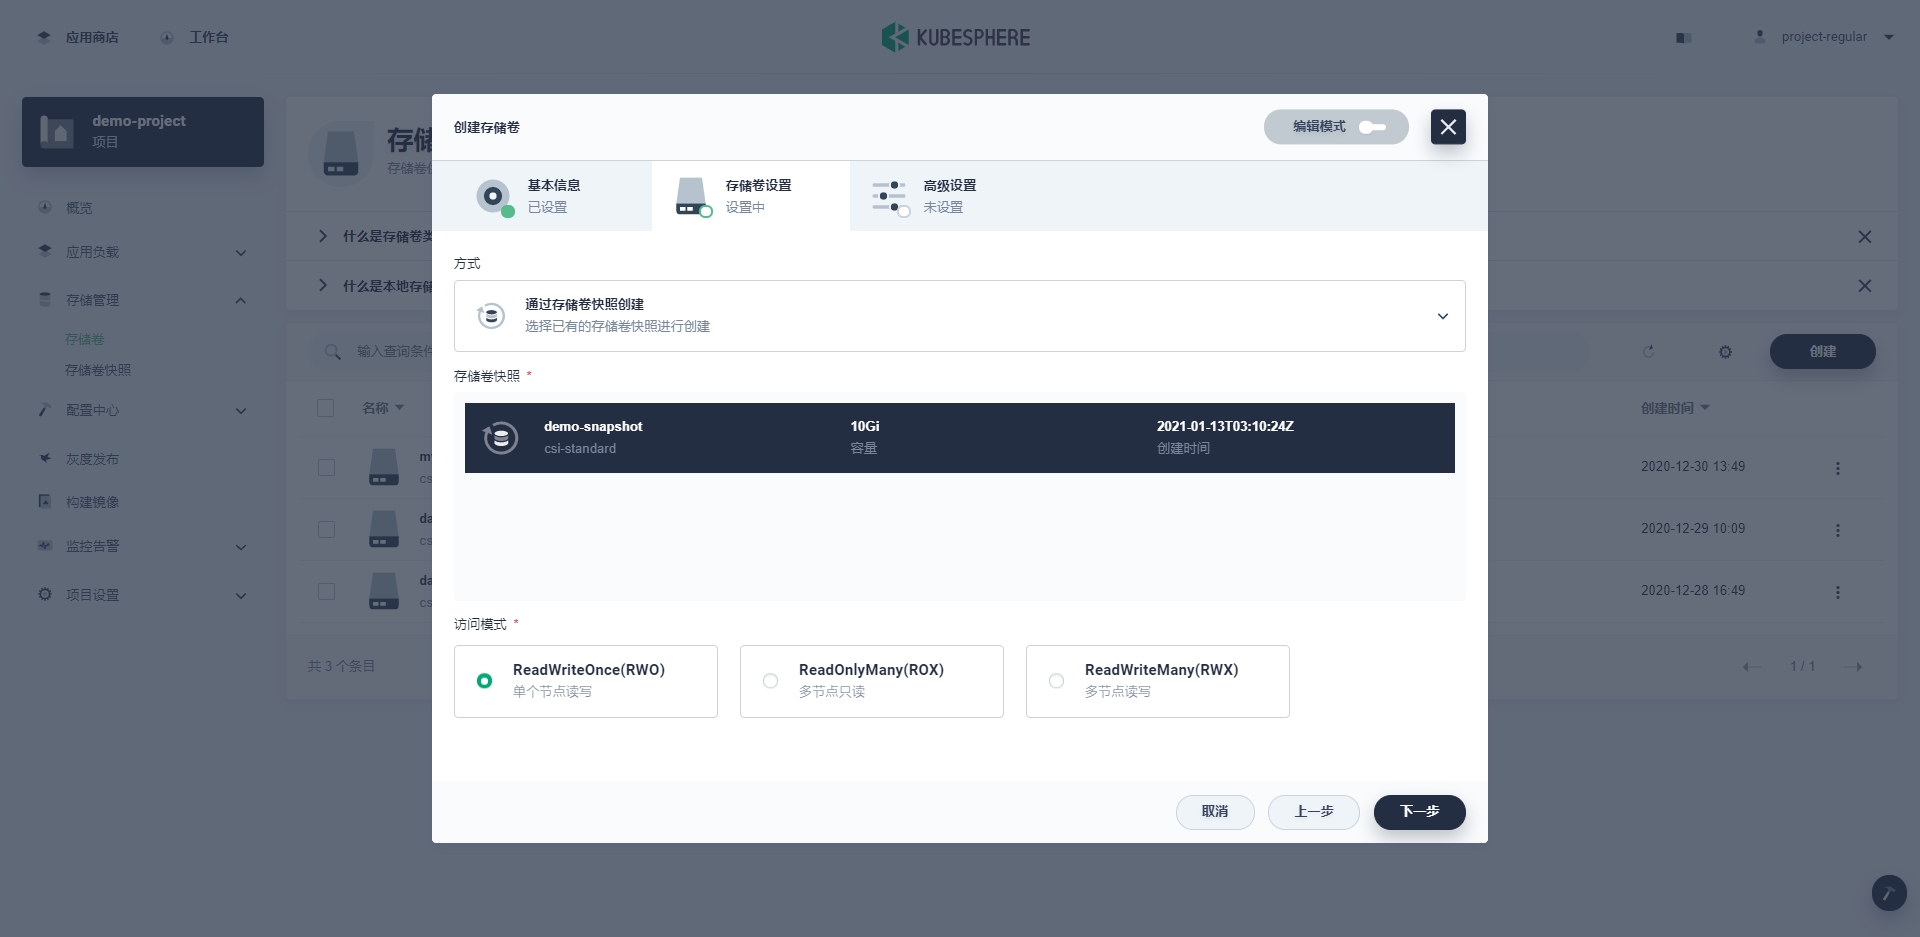 应用商店
工作台
KUBESPHERE
project-regular
demo-project
项目
概览
应用负载
存储管理
存储卷
存储卷快照
配置中心
灰度发布
构建镜像
监控告警
项目设置
存储
存储卷
什么是存储卷类
什么是本地存储
输入查询条件
创建
名称
创建时间
2020-12-30 13:49
da
cs
2020-12-29 10:09
da
cs
2020-12-28 16:49
共 3 个条目
1 / 1
创建存储卷
编辑模式
基本信息
已设置
存储卷设置
设置中
高级设置
未设置
方式
通过存储卷快照创建
选择已有的存储卷快照进行创建
存储卷快照 *
demo-snapshot
csi-standard
10Gi
容量
2021-01-13T03:10:24Z
创建时间
访问模式 *
ReadWriteOnce(RWO)
单个节点读写
ReadOnlyMany(ROX)
多节点只读
ReadWriteMany(RWX)
多节点读写
取消
上一步
下一步